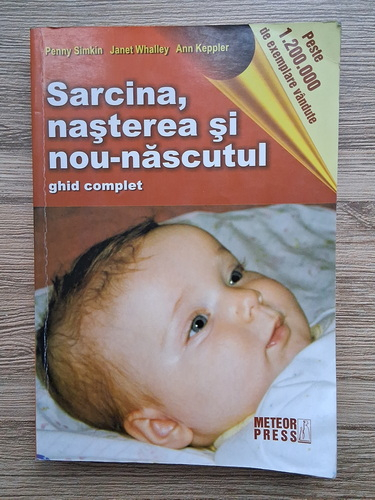 Penny Simkin Janet Whalley Ann Keppler
Peste
1.200.000
de exemplare vândute
Sarcina,
naşterea şi
nou-născutul
ghid complet
METEOR
PRESS